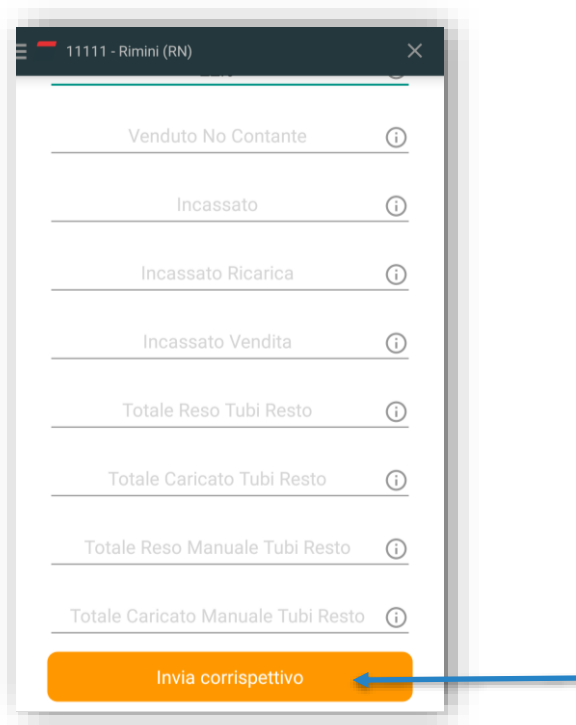 11111 - Rimini (RN)
Venduto No Contante
Incassato
Incassato Ricarica
Incassato Vendita
Totale Reso Tubi Resto
Totale Caricato Tubi Resto
Totale Reso Manuale Tubi Resto
Totale Caricato Manuale Tubi Resto
Invia corrispettivo